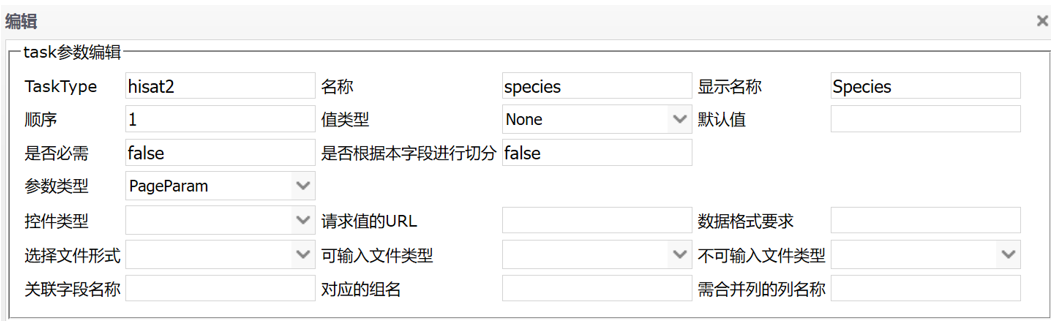 编辑
task参数编辑
TaskType hisat2 名称 species 显示名称 Species
顺序 1 值类型 None 默认值
是否必需 false 是否根据本字段进行切分 false
参数类型 PageParam
控件类型 请求值的URL 数据格式要求
选择文件形式 可输入文件类型 不可输入文件类型
关联字段名称 对应的组名 需合并列的列名称